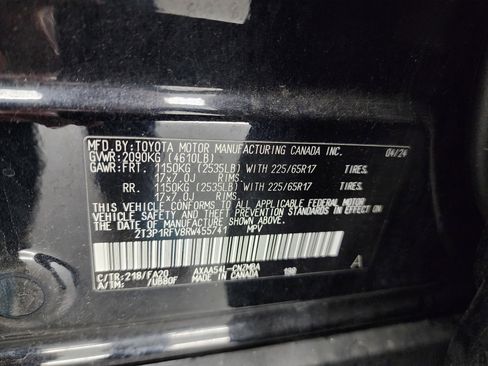 MFD.BY:TOYOTA MOTOR MANUFACTURING CANADA INC. 04/24
GVWR:2090KG (4610LB)
GAWR:FRT. 1150KG (2535LB) WITH 225/65R17 TIRES.
17x7.0J RIMS.
RR. 1150KG (2535LB) WITH 225/65R17 TIRES.
17x7.0J RIMS.
THIS VEHICLE CONFORMS TO ALL APPLICABLE FEDERAL MOTOR
VEHICLE SAFETY AND THEFT PREVENTION STANDARDS IN EFFECT
ON THE DATE OF MANUFACTURE SHOWN ABOVE.
2T3P1RFV8RW455741 MPV
C/TR:218/FA20 AXAA54L-CNZMBA 198
A/TM: /UB80F MADE IN CANADA A